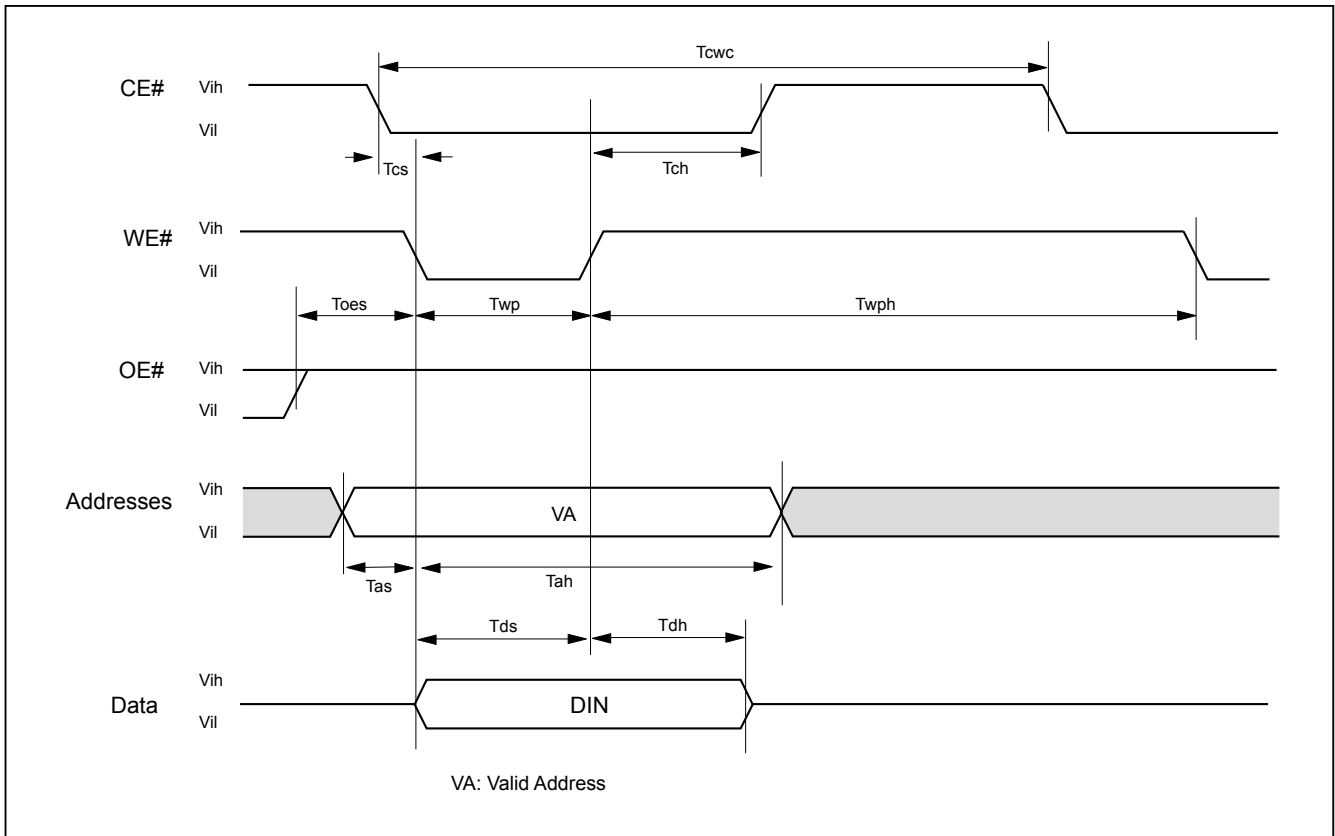 Tcwc
CE#
Vih
Vil
Tcs
Tch
WE#
Vih
Vil
Toes
Twp
Twph
OE#
Vih
Vil
Addresses
Vih
VA
Vil
Tas
Tah
Tds
Tdh
Data
Vih
DIN
Vil
VA: Valid Address